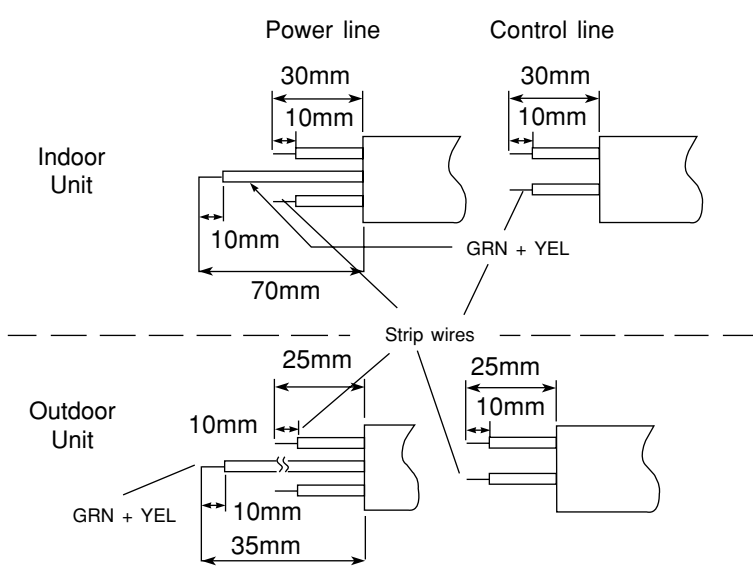 Power line
Control line
30mm
30mm
10mm
10mm
Indoor
Unit
10mm
GRN + YEL
70mm
Strip wires
25mm
25mm
Outdoor
Unit
10mm
10mm
GRN + YEL
10mm
35mm